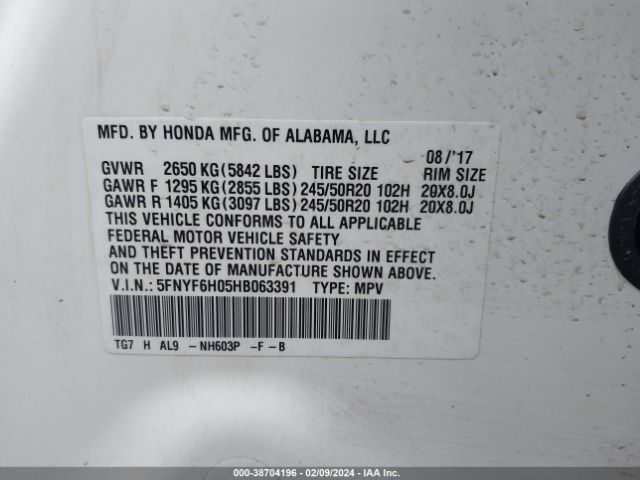 MFD. BY HONDA MFG. OF ALABAMA, LLC
08/'17
GVWR 2650 KG(5842 LBS) TIRE SIZE RIM SIZE
GAWR F 1295 KG(2855 LBS) 245/50R20 102H 20X8.0J
GAWR R 1405 KG(3097 LBS) 245/50R20 102H 20X8.0J
THIS VEHICLE CONFORMS TO ALL APPLICABLE
FEDERAL MOTOR VEHICLE SAFETY
AND THEFT PREVENTION STANDARDS IN EFFECT
ON THE DATE OF MANUFACTURE SHOWN ABOVE.
V.I.N.: 5FNYF6H05HB063391 TYPE: MPV
TG7 H AL9 - NH603P -F-B
000-38704196 - 02/09/2024 - IAA Inc.